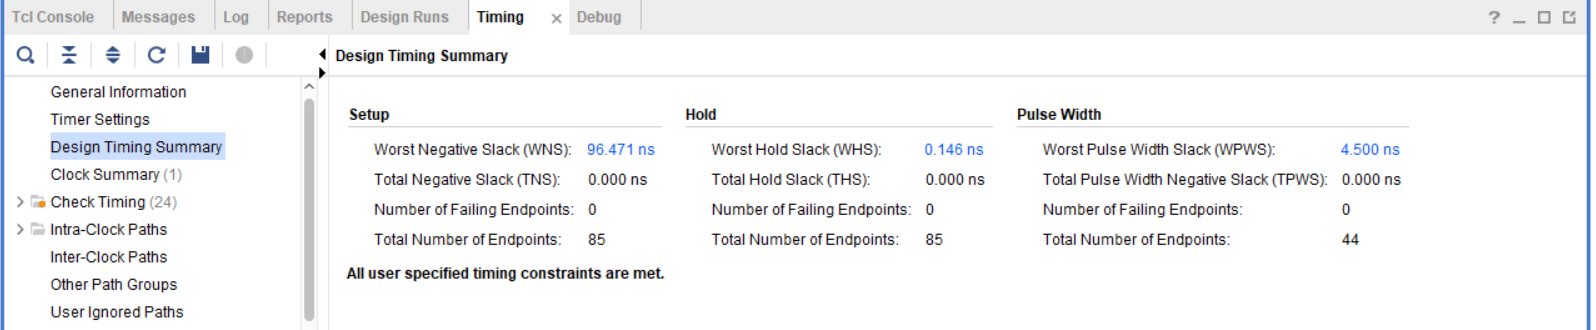 Tcl Console Messages Log Reports Design Runs Timing × Debug ? _
Design Timing Summary
General Information
Timer Settings
Design Timing Summary
Clock Summary (1)
Check Timing (24)
Intra-Clock Paths
Inter-Clock Paths
Other Path Groups
User Ignored Paths
Setup Hold Pulse Width
Worst Negative Slack (WNS): 96.471 ns Worst Hold Slack (WHS): 0.146 ns Worst Pulse Width Slack (WPWS): 4.500 ns
Total Negative Slack (TNS): 0.000 ns Total Hold Slack (THS): 0.000 ns Total Pulse Width Negative Slack (TPWS): 0.000 ns
Number of Failing Endpoints: 0 Number of Failing Endpoints: 0 Number of Failing Endpoints: 0
Total Number of Endpoints: 85 Total Number of Endpoints: 85 Total Number of Endpoints: 44
All user specified timing constraints are met.